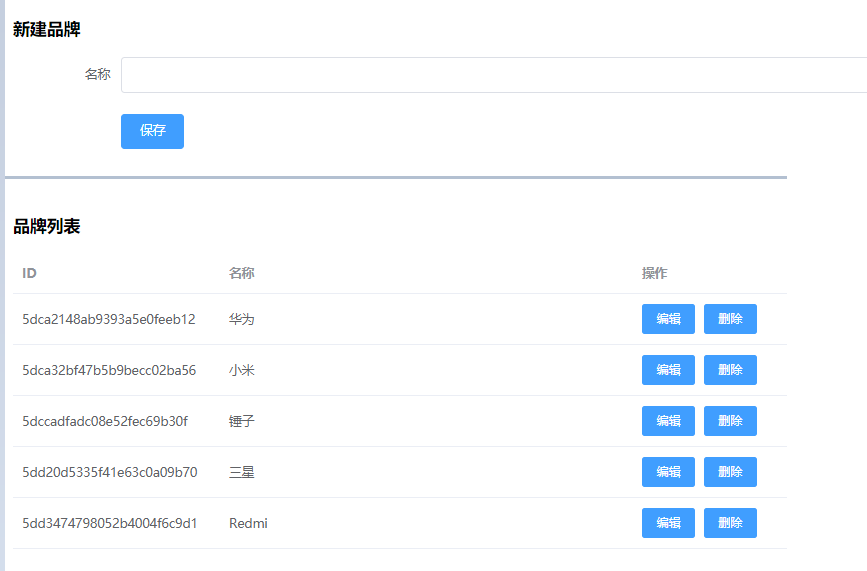 新建品牌
名称
保存
品牌列表
ID 名称 操作
5dca2148ab9393a5e0feeb12 华为 编辑 删除
5dca32bf47b5b9becc02ba56 小米 编辑 删除
5dccadfadc08e52fec69b30f 锤子 编辑 删除
5dd20d5335f41e63c0a09b70 三星 编辑 删除
5dd3474798052b4004f6c9d1 Redmi 编辑 删除